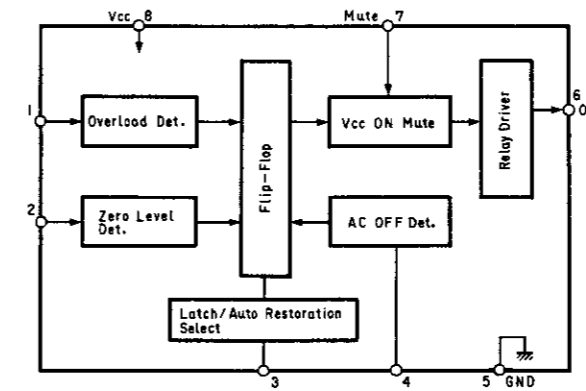 Vcc 8
Mute 7
1
Overload Det.
Flip-Flop
Vcc ON Mute
Relay Driver
6
O
2
Zero Level
Det.
AC OFF Det.
Latch/Auto Restoration
Select
3
4
5 GND